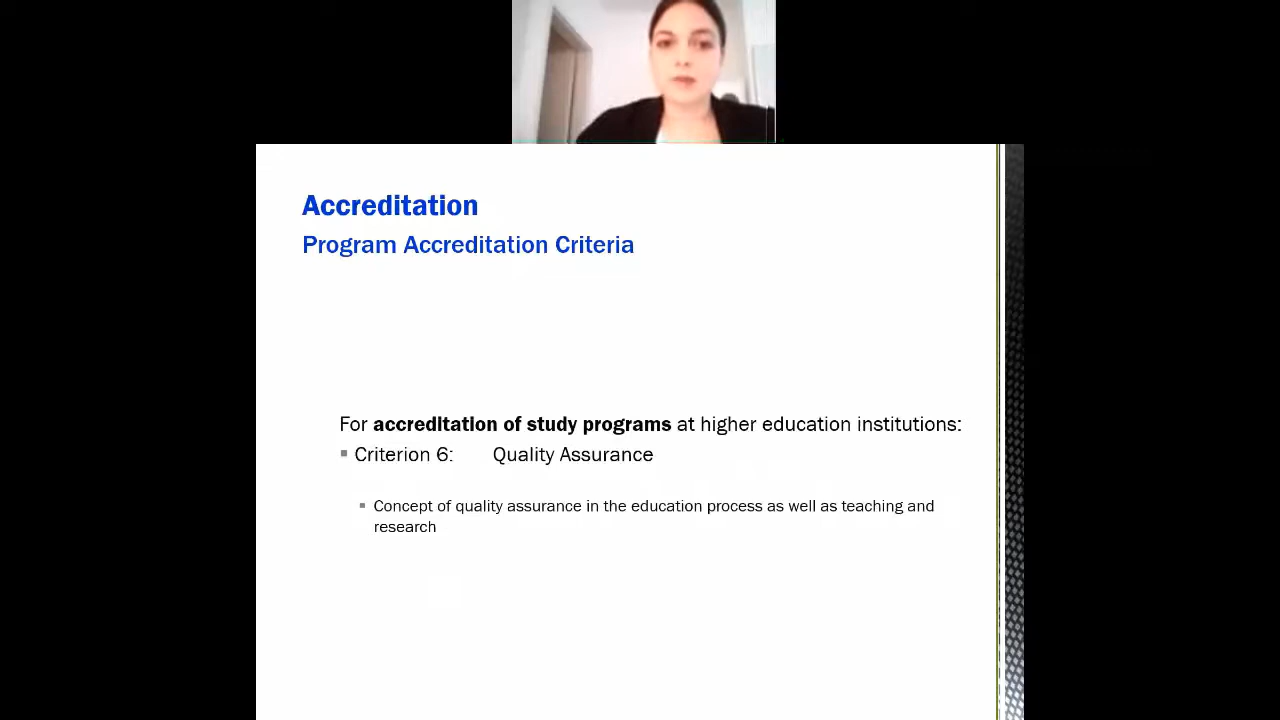 Accreditation
Program Accreditation Criteria
For accreditation of study programs at higher education institutions:
Criterion 6: Quality Assurance
Concept of quality assurance in the education process as well as teaching and
research